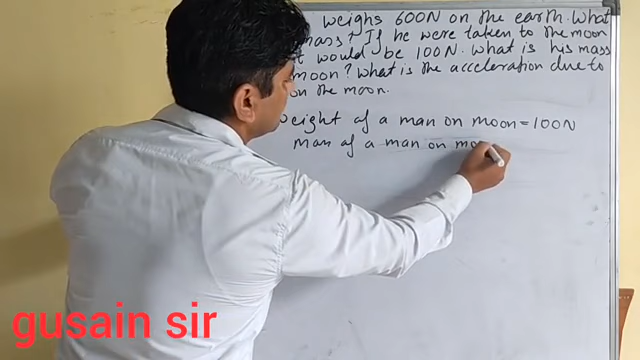 weighs 600N on the earth. What
mass? If he were taken to the moon
would be 100N. What is his mass
moon? What is the acceleration due to
on the moon.
weight of a man on moon = 100N
man of a man on mo
gusain sir